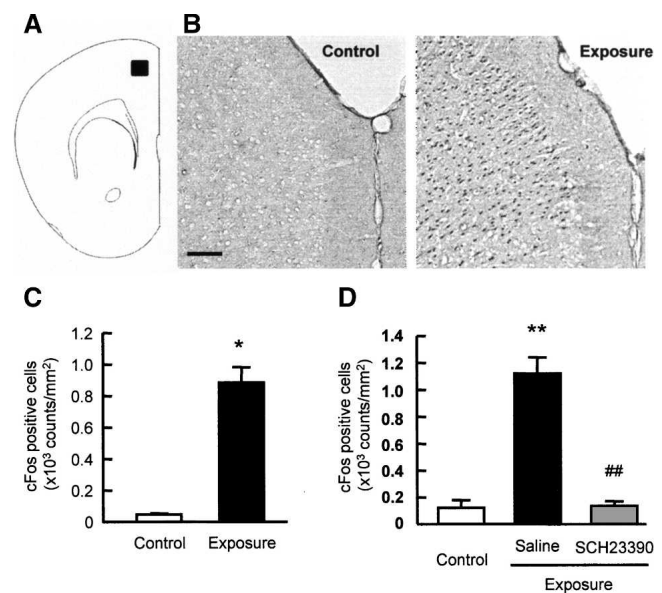 A
B
Control
Exposure
C
cFos positive cells
(x10³ counts/mm²)
1.2
1.0
0.8
0.6
0.4
0.2
0
*
Control
Exposure
D
cFos positive cells
(x10³ counts/mm²)
1.4
1.2
1.0
0.8
0.6
0.4
0.2
0
**
##
Control
Saline
SCH23390
Exposure